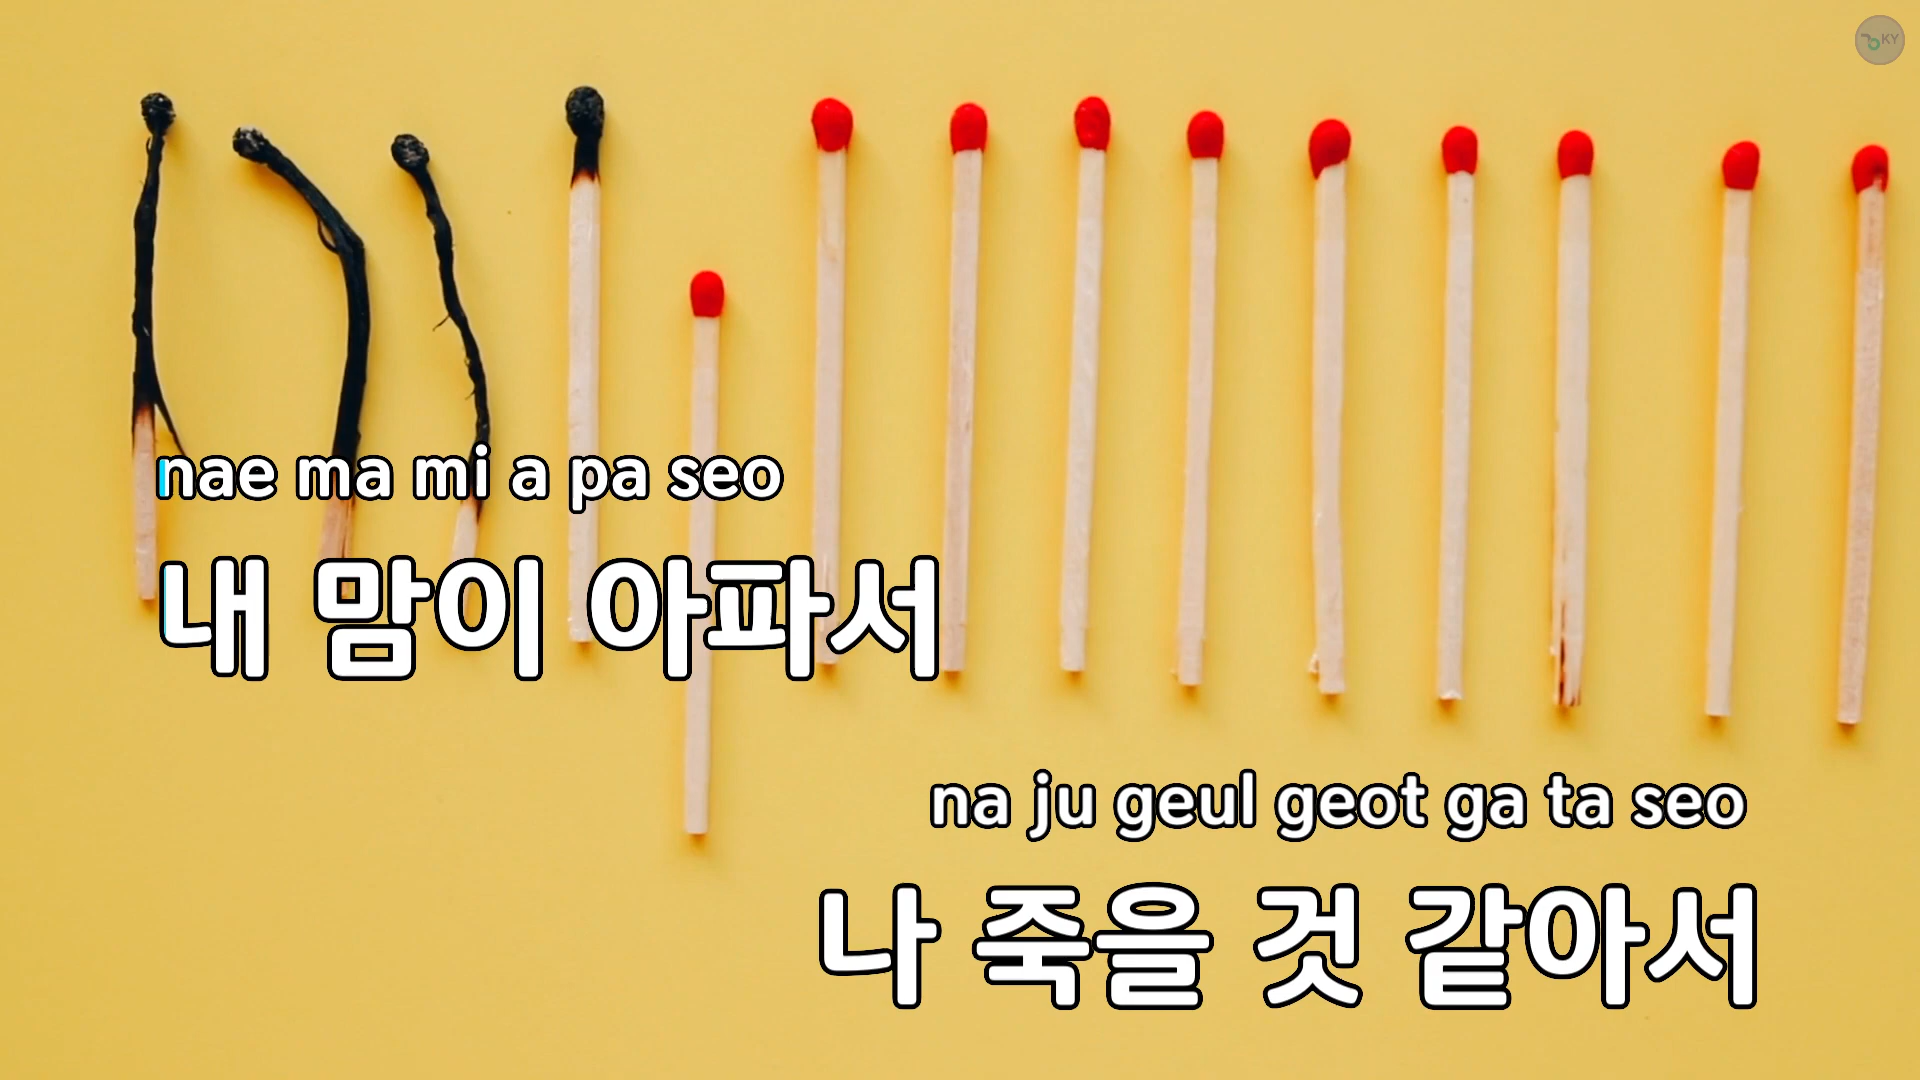 KY
nae ma mi a pa seo
내 맘이 아파서
na ju geul geot ga ta seo
나 죽을 것 같아서